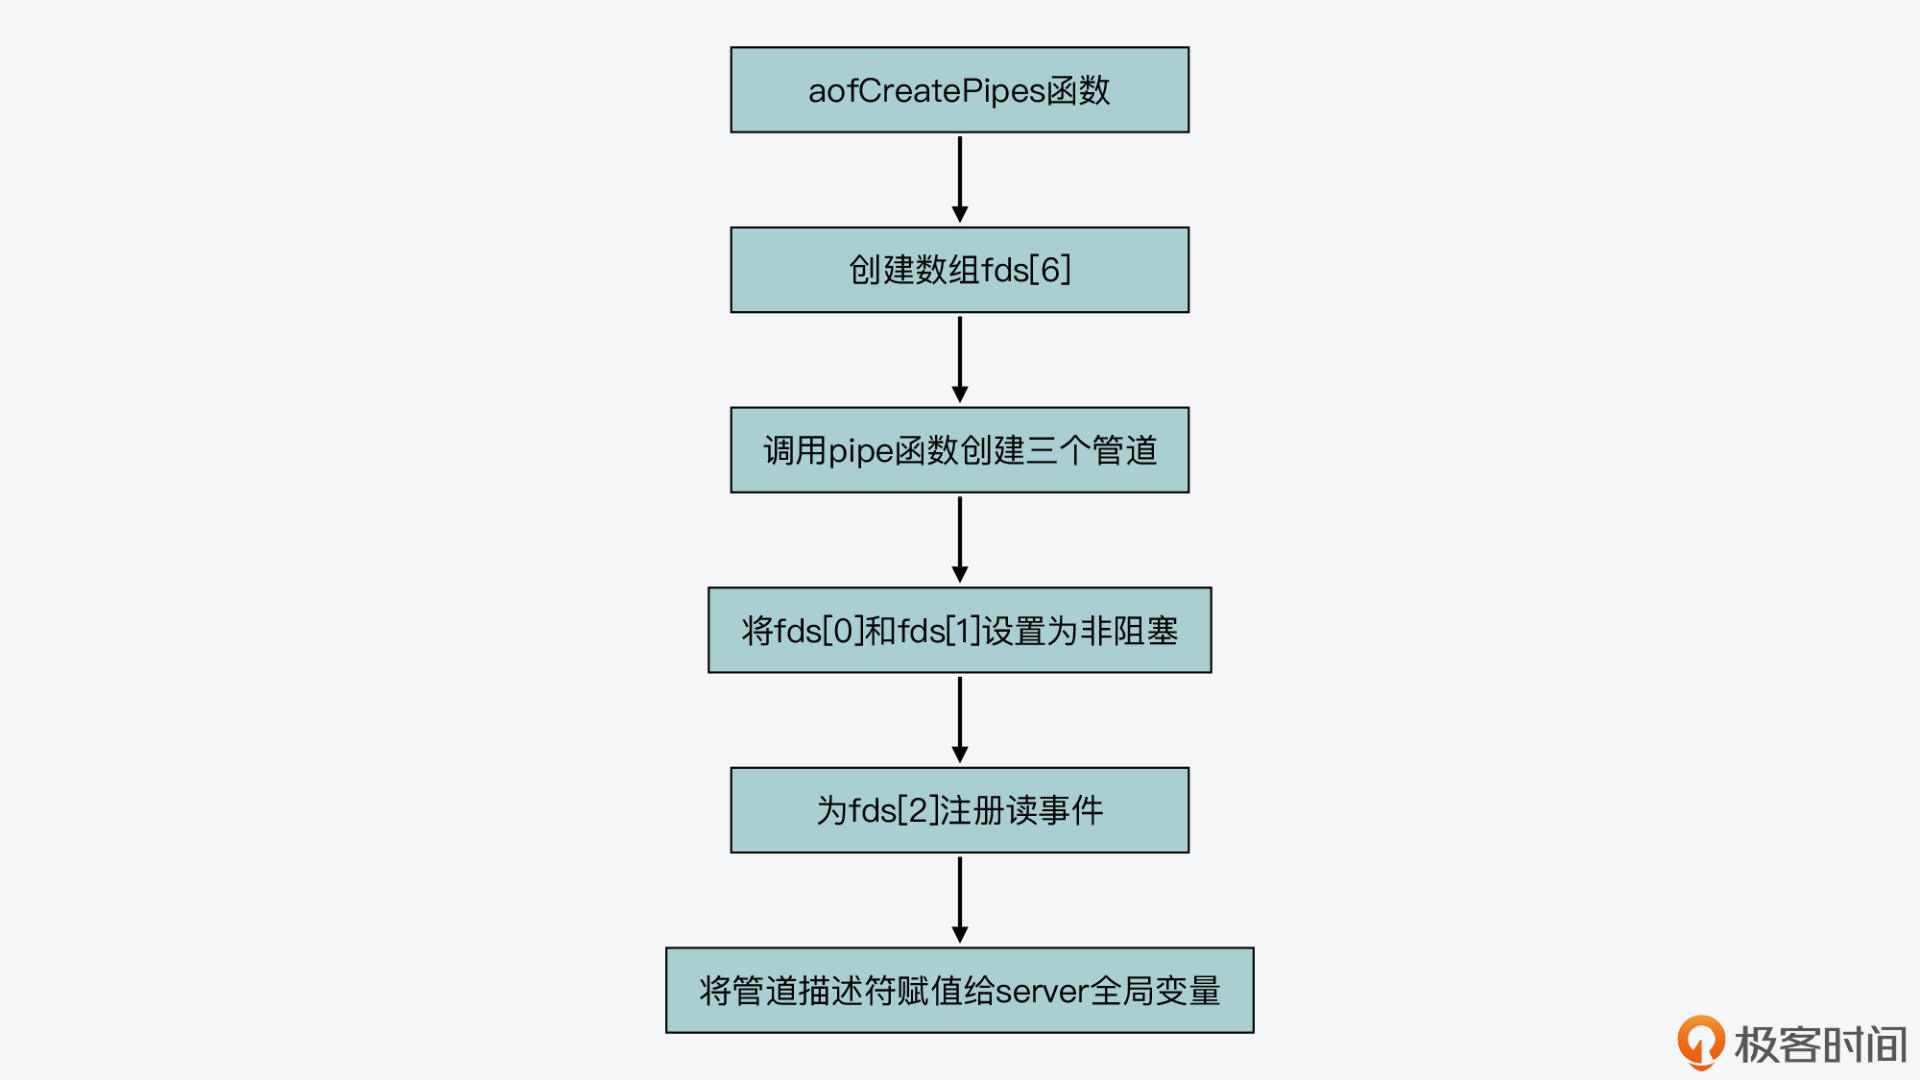 aofCreatePipes函数
创建数组fds[6]
调用pipe函数创建三个管道
将fds[0]和fds[1]设置为非阻塞
为fds[2]注册读事件
将管道描述符赋值给server全局变量
极客时间